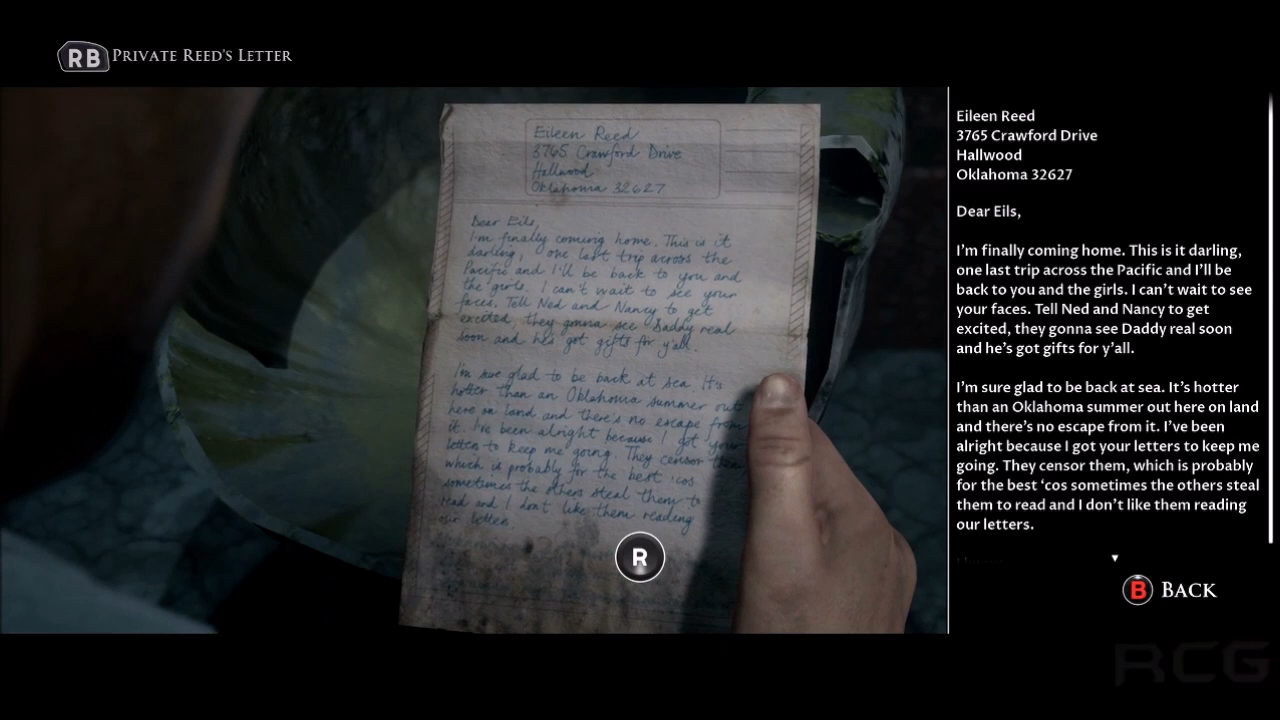 RB PRIVATE REED'S LETTER
Eileen Reed
3765 Crawford Drive
Hallwood
Oklahoma 32627
Dear Eils,
I'm finally coming home. This is it
darling, one last trip across the
Pacific and I'll be back to you and
the girls. I can't wait to see your
faces. Tell Ned and Nancy to get
excited, they gonna see Daddy real
soon and he's got gifts for y'all.
I'm sure glad to be back at sea. It's
hotter than an Oklahoma summer out
here on land and there's no escape from
it. I've been alright because I got your
letters to keep me going. They censor them
which is probably for the best 'cos
sometimes the others steal them to
read and I don't like them reading
our letters
R
Eileen Reed
3765 Crawford Drive
Hallwood
Oklahoma 32627
Dear Eils,
I'm finally coming home. This is it darling,
one last trip across the Pacific and I'll be
back to you and the girls. I can't wait to see
your faces. Tell Ned and Nancy to get
excited, they gonna see Daddy real soon
and he's got gifts for y'all.
I'm sure glad to be back at sea. It's hotter
than an Oklahoma summer out here on land
and there's no escape from it. I've been
alright because I got your letters to keep me
going. They censor them, which is probably
for the best ‘cos sometimes the others steal
them to read and I don't like them reading
our letters.
B BACK
RCG